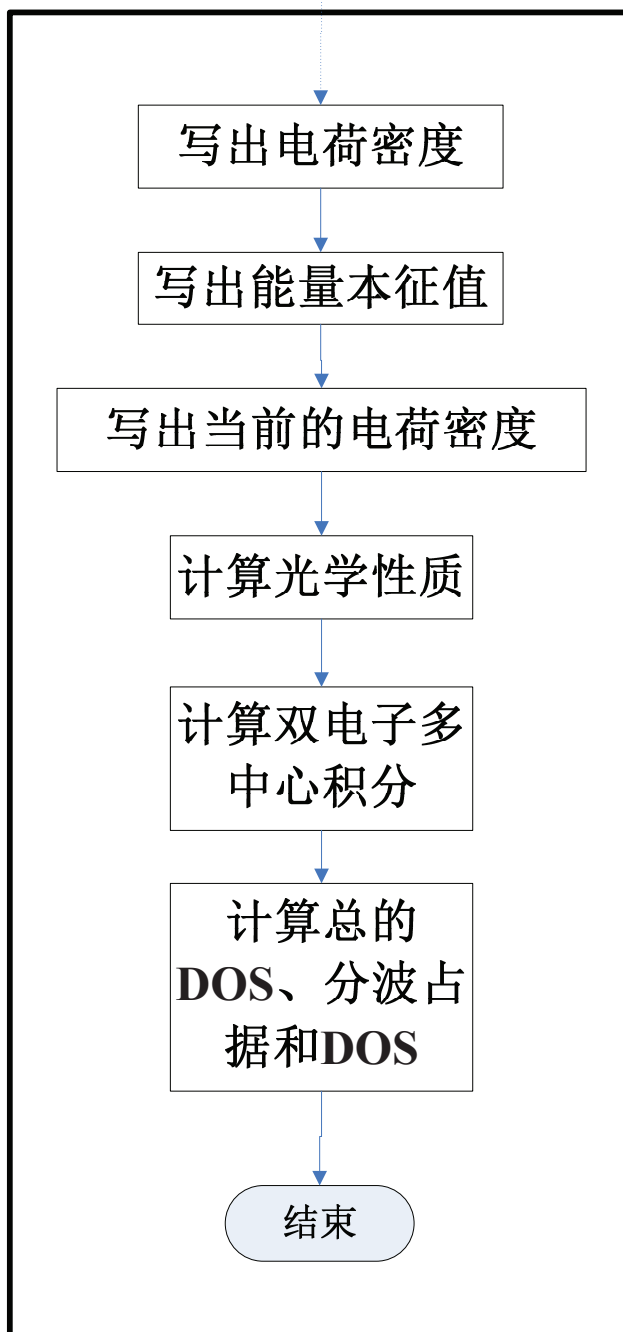 写出电荷密度
写出能量本征值
写出当前的电荷密度
计算光学性质
计算双电子多
中心积分
计算总的
DOS、分波占
据和DOS
结束